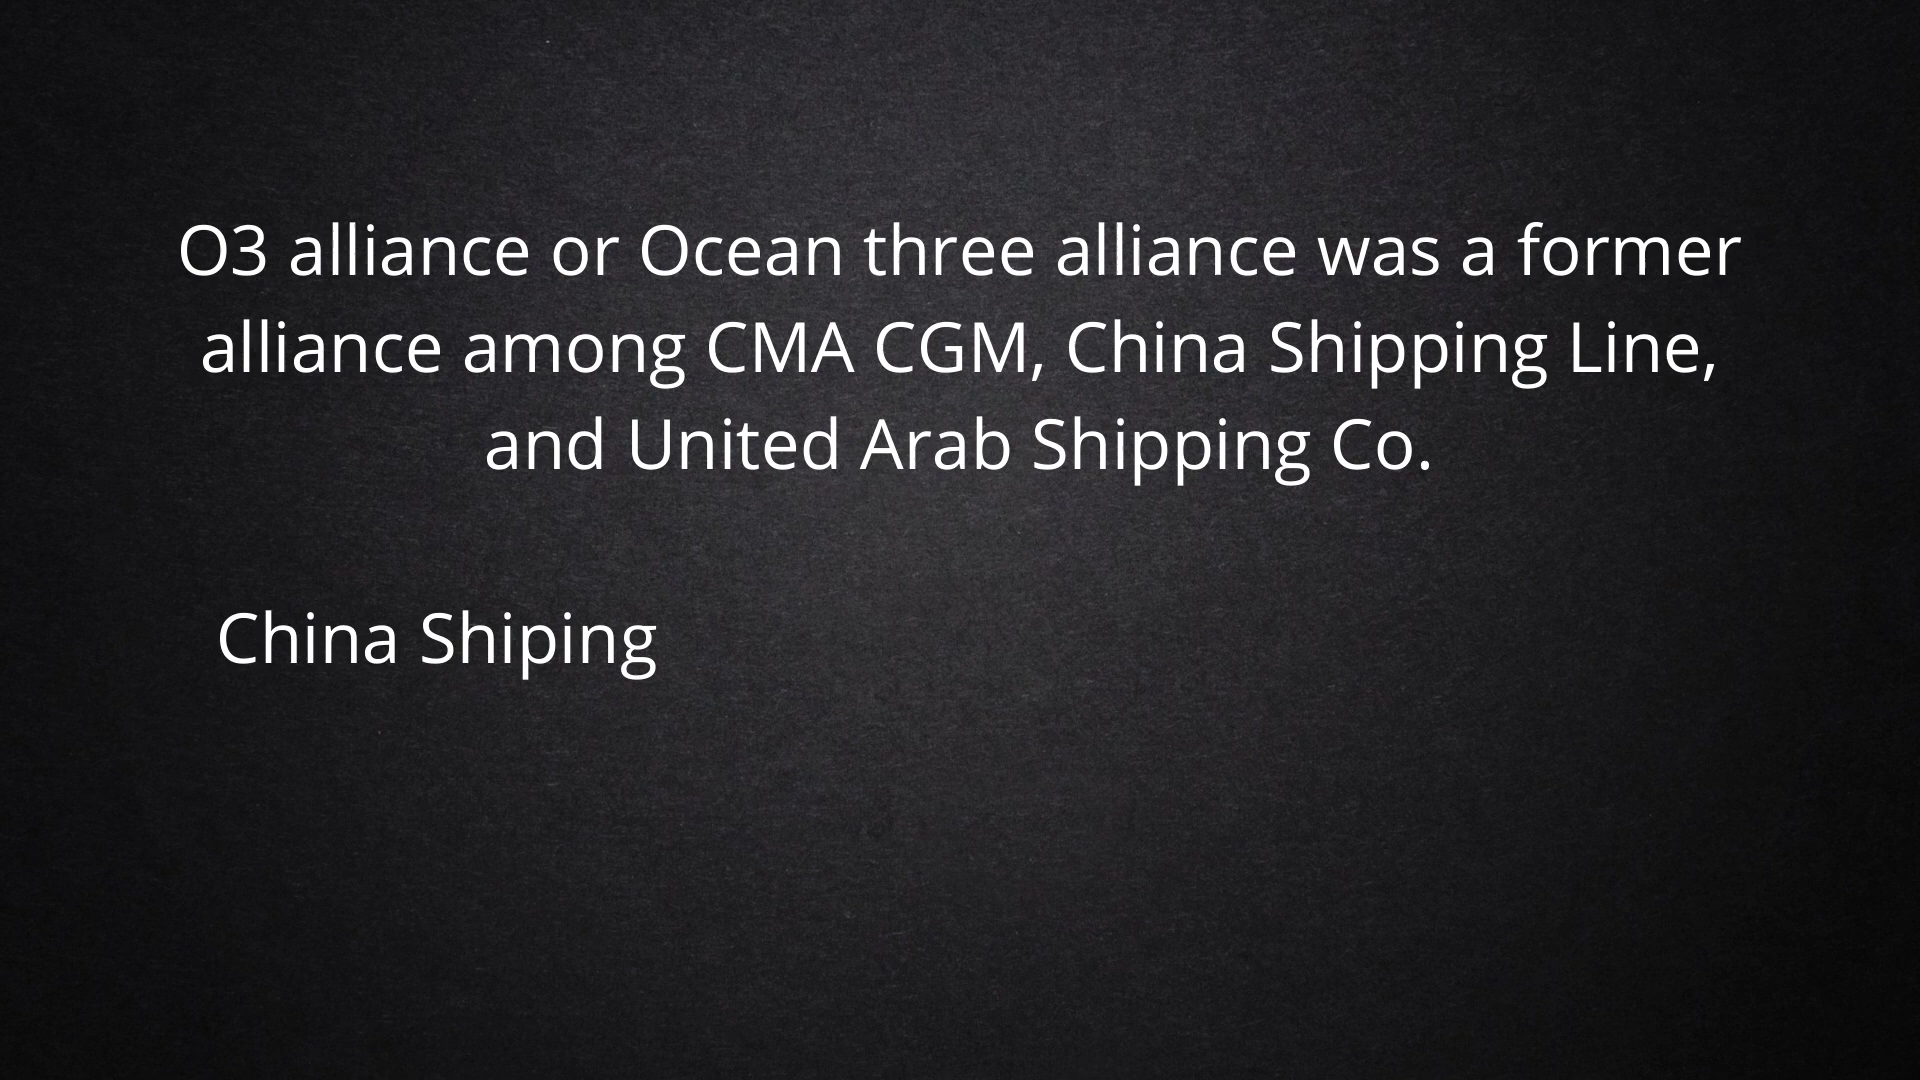 O3 alliance or Ocean three alliance was a former
alliance among CMA CGM, China Shipping Line,
and United Arab Shipping Co.
China Shiping